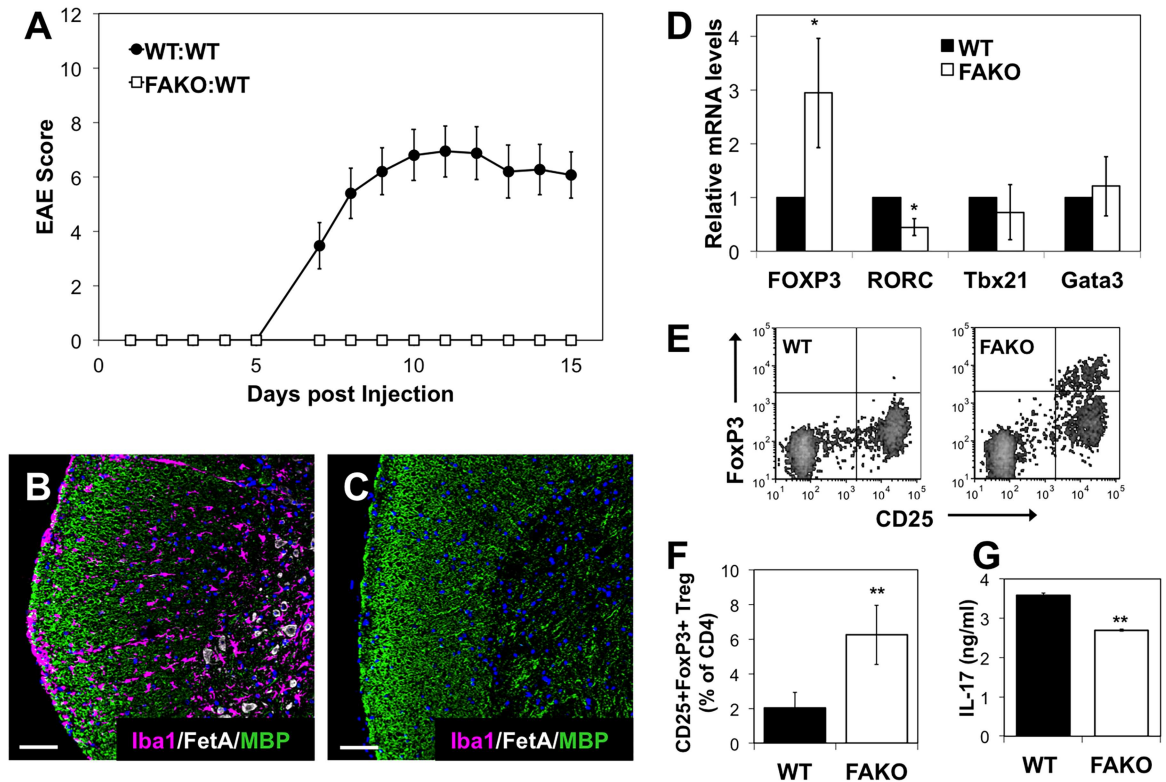 A
12
10
8
6
4
2
0
EAE Score
WT:WT
FAKO:WT
0
5
10
15
Days post Injection
B
Iba1/FetA/MBP
C
Iba1/FetA/MBP
D
4
3
2
1
0
Relative mRNA levels
WT
FAKO
*
*
FOXP3
RORC
Tbx21
Gata3
E
WT
10^5
10^4
10^3
10^2
10^1
10^1
10^2
10^3
10^4
10^5
FAKO
10^5
10^4
10^3
10^2
10^1
10^1
10^2
10^3
10^4
10^5
FoxP3
CD25
F
10
8
6
4
2
0
CD25+FoxP3+ Treg
(% of CD4)
**
WT
FAKO
G
4
3
2
1
0
IL-17 (ng/ml)
**
WT
FAKO